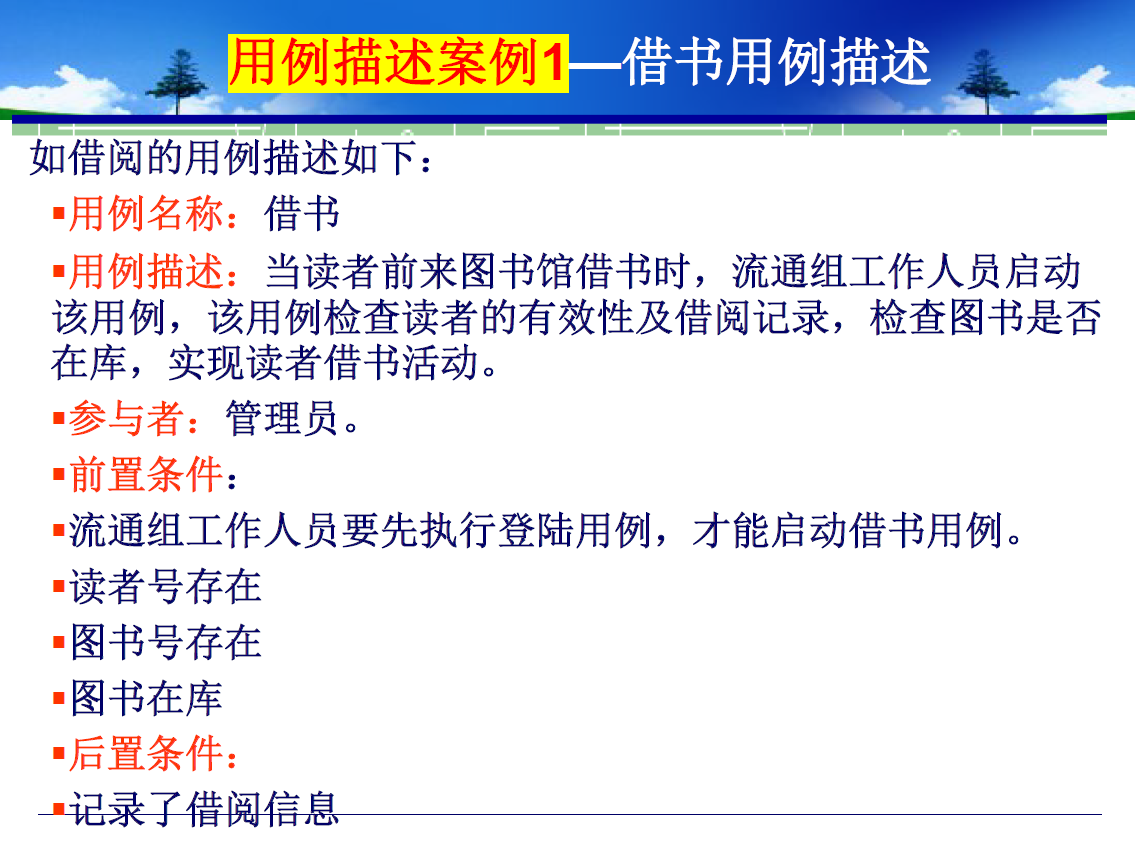 用例描述案例1—借书用例描述
如借阅的用例描述如下：
▪用例名称：借书
▪用例描述：当读者前来图书馆借书时，流通组工作人员启动
该用例，该用例检查读者的有效性及借阅记录，检查图书是否
在库，实现读者借书活动。
▪参与者：管理员。
▪前置条件：
▪流通组工作人员要先执行登陆用例，才能启动借书用例。
▪读者号存在
▪图书号存在
▪图书在库
▪后置条件：
▪记录了借阅信息